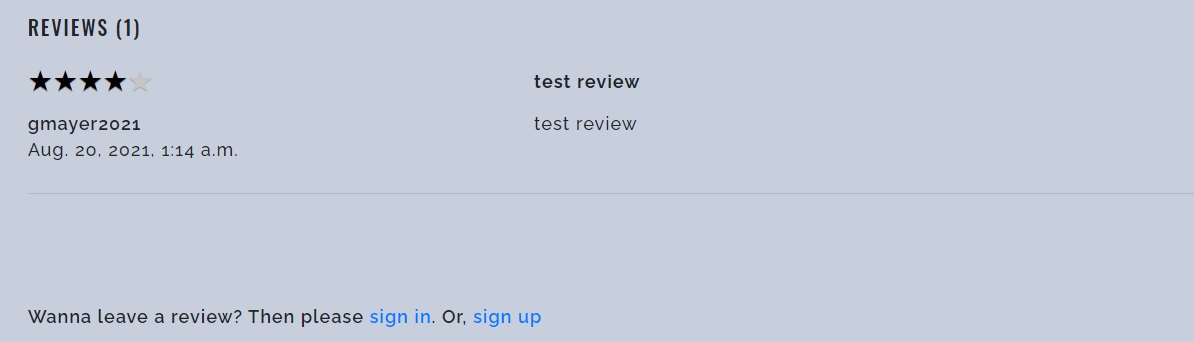 REVIEWS (1)
test review
gmayer2021
test review
Aug. 20, 2021, 1:14 a.m.
Wanna leave a review? Then please sign in. Or, sign up